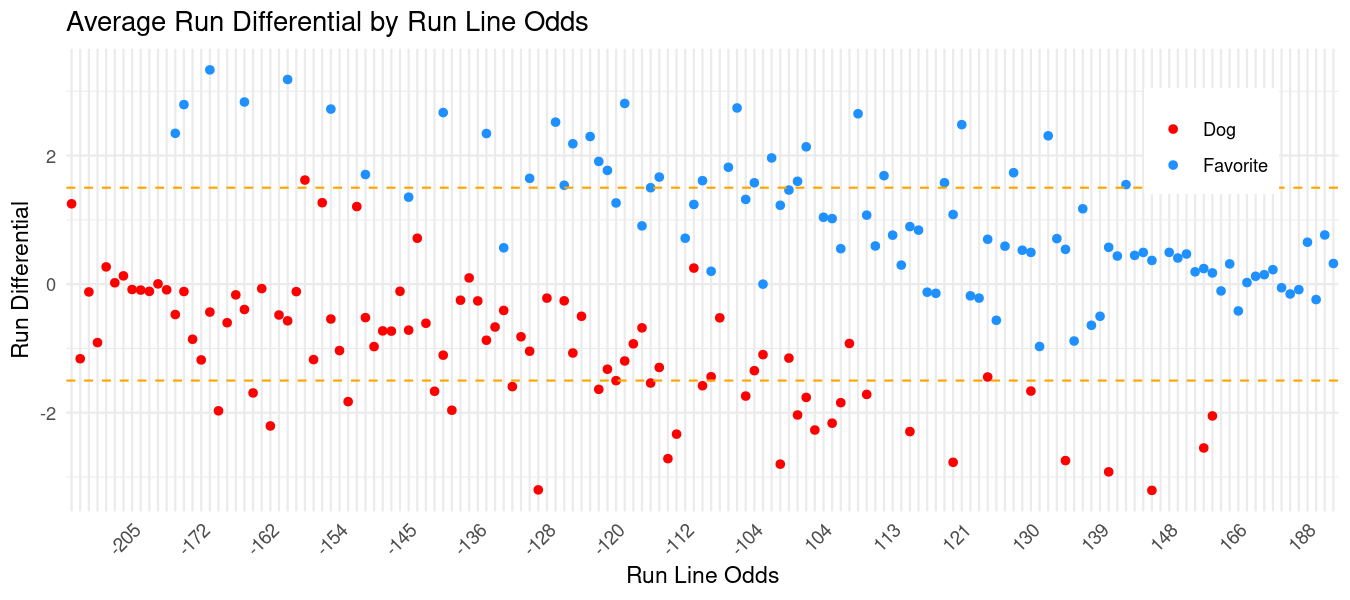 Average Run Differential by Run Line Odds
Dog
Favorite
2
0
-2
Run Differential
-205 -172 -162 -154 -145 -136 -128 -120 -112 -104 104 113 121 130 139 148 166 188
Run Line Odds